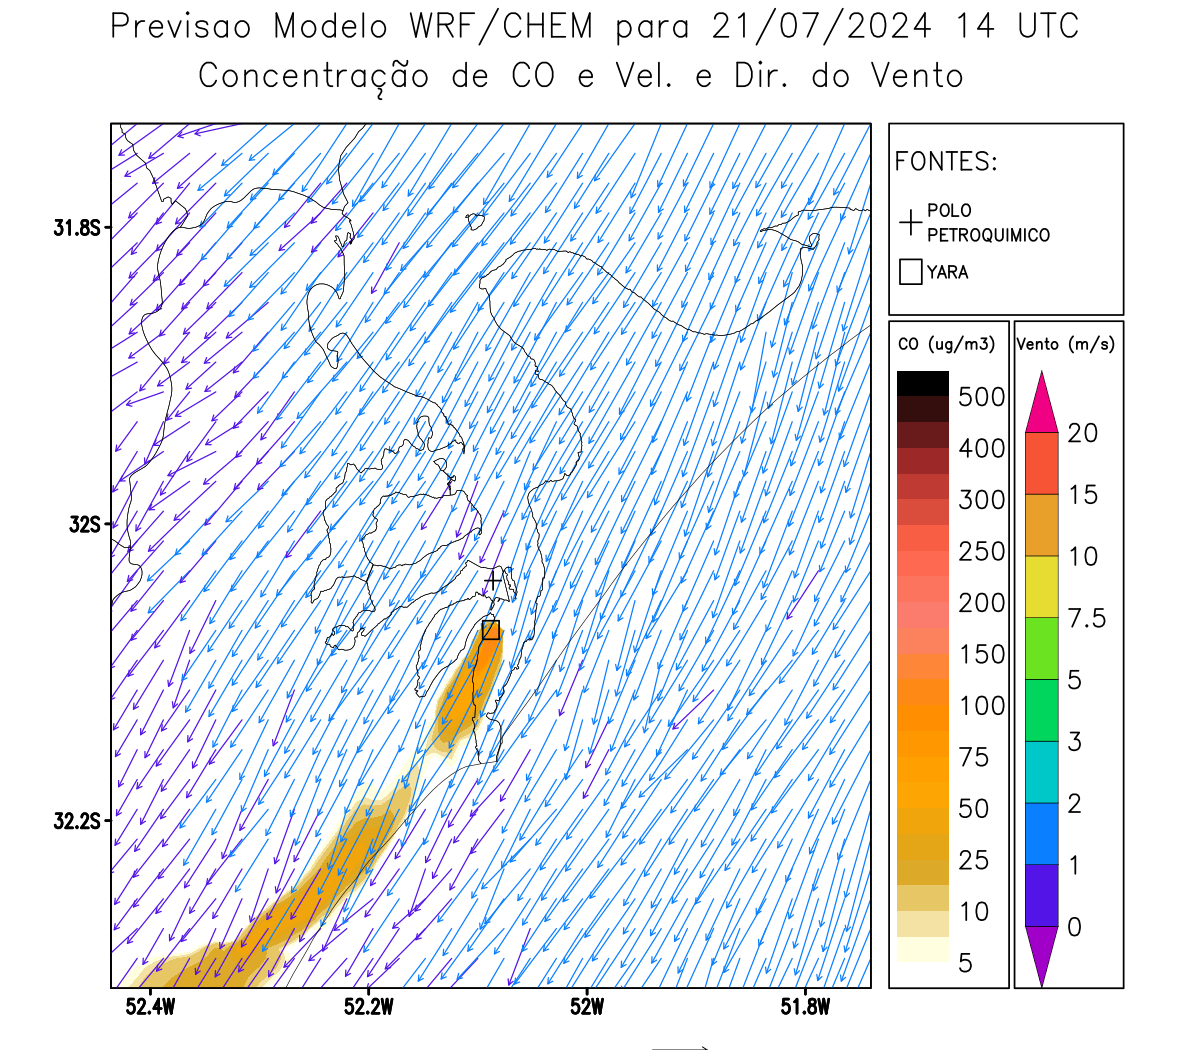 Previsao Modelo WRF/CHEM para 21/07/2024 14 UTC
Concentração de CO e Vel. e Dir. do Vento
FONTES:
POLO
PETROQUIMICO
YARA
CO (ug/m3)
500
400
300
250
200
150
100
75
50
25
10
5
Vento (m/s)
20
15
10
7.5
5
3
2
1
0
31.8S
32S
32.2S
52.4W
52.2W
52W
51.8W